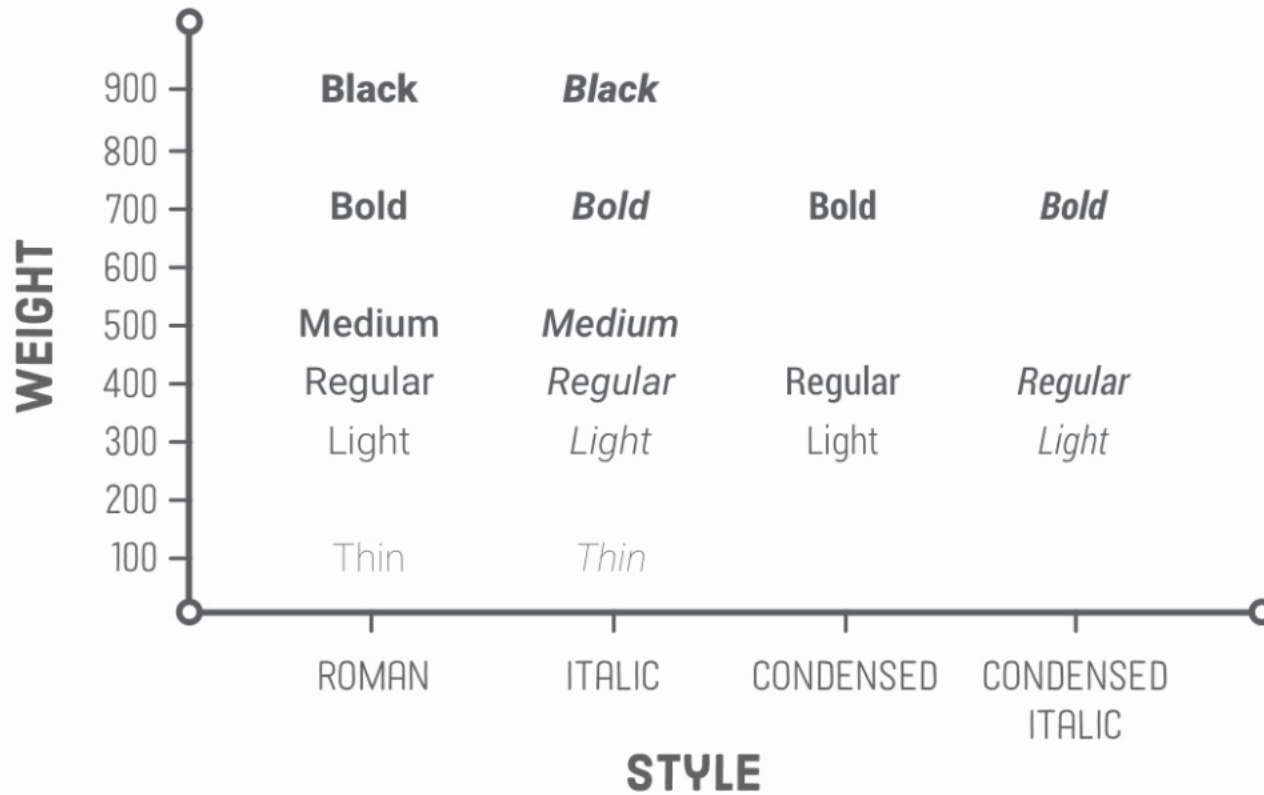 900 Black Black
800
700 Bold Bold Bold Bold
600
500 Medium Medium
400 Regular Regular Regular Regular
300 Light Light Light Light
200
100 Thin Thin
WEIGHT
ROMAN ITALIC CONDENSED CONDENSED
ITALIC
STYLE